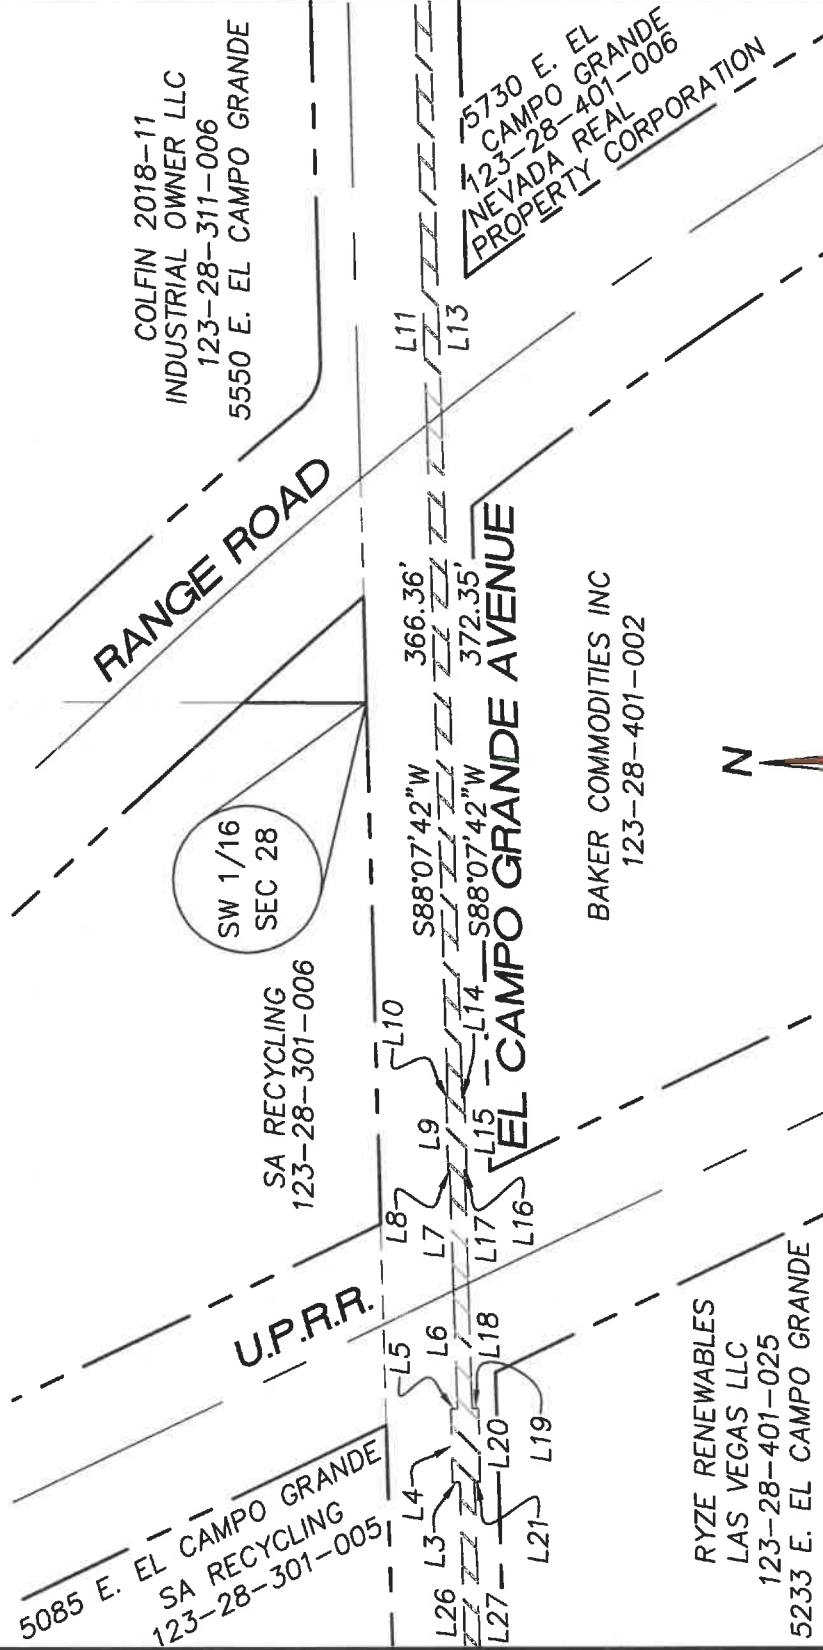 COLFIN 2018-11
INDUSTRIAL OWNER LLC
123-28-311-006
5550 E. EL CAMPO GRANDE
5730 E. EL
CAMPO GRANDE
123-28-401-006
NEVADA REAL
PROPERTY CORPORATION
RANGE ROAD
L11
L13
SW 1/16
SEC 28
366.36'
372.35'
S88°07'42"W
S88°07'42"W
EL CAMPO GRANDE AVENUE
BAKER COMMODITIES INC
123-28-401-002
N
SA RECYCLING
123-28-301-006
L10
L14
L9
L15
L8
L7
L17
L16
U.P.R.R.
L5
L6
L18
L19
L20
L4
L3
L21
L26
L27
5085 E. EL CAMPO GRANDE
SA RECYCLING
123-28-301-005
RYZE RENEWABLES
LAS VEGAS LLC
123-28-401-025
5233 E. EL CAMPO GRANDE